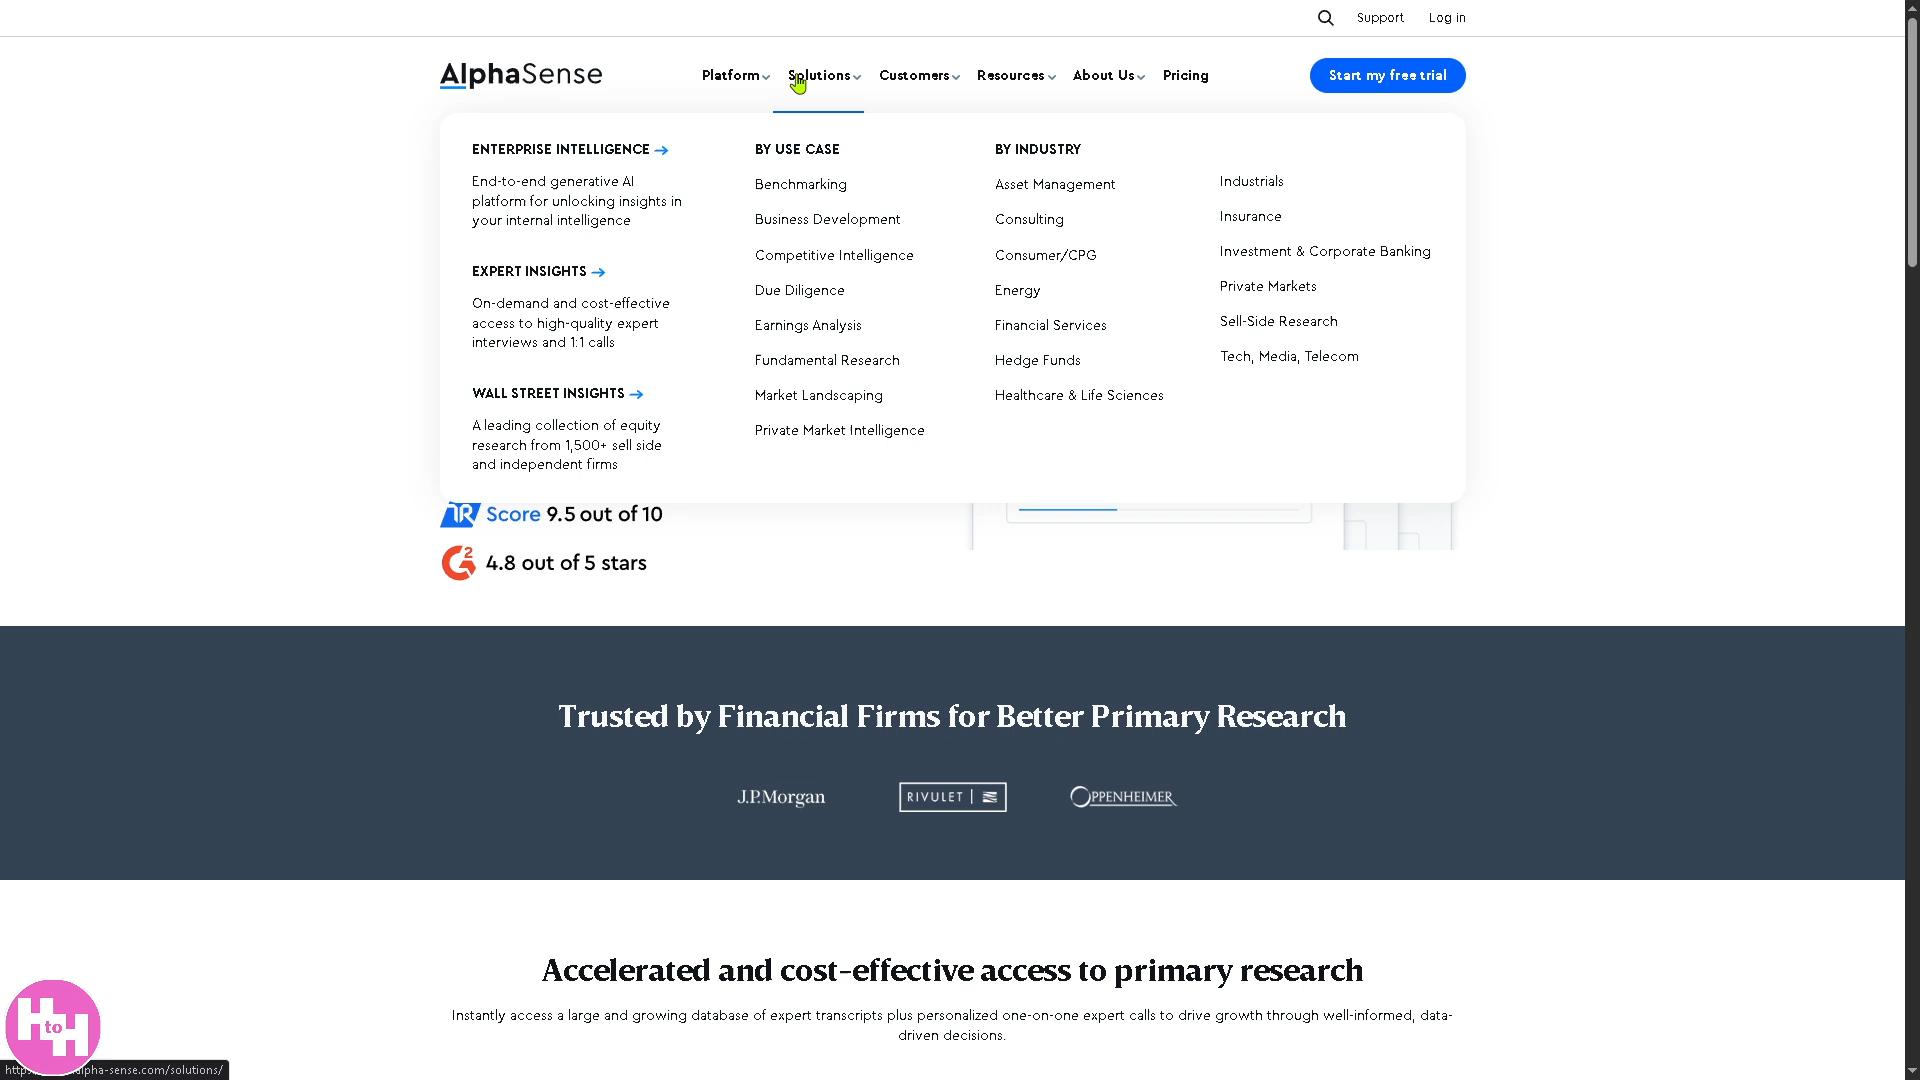 Support
Log in
AlphaSense
Platform
Solutions
Customers
Resources
About Us
Pricing
Start my free trial
ENTERPRISE INTELLIGENCE
End-to-end generative AI
platform for unlocking insights in
your internal intelligence
EXPERT INSIGHTS
On-demand and cost-effective
access to high-quality expert
interviews and 1:1 calls
WALL STREET INSIGHTS
A leading collection of equity
research from 1,500+ sell side
and independent firms
BY USE CASE
Benchmarking
Business Development
Competitive Intelligence
Due Diligence
Earnings Analysis
Fundamental Research
Market Landscaping
Private Market Intelligence
BY INDUSTRY
Asset Management
Consulting
Consumer/CPG
Energy
Financial Services
Hedge Funds
Healthcare & Life Sciences
Industrials
Insurance
Investment & Corporate Banking
Private Markets
Sell-Side Research
Tech, Media, Telecom
TR Score 9.5 out of 10
G2 4.8 out of 5 stars
Trusted by Financial Firms for Better Primary Research
J.P.Morgan
RIVULET
OPPENHEIMER
Accelerated and cost-effective access to primary research
Instantly access a large and growing database of expert transcripts plus personalized one-on-one expert calls to drive growth through well-informed, data-
driven decisions.
H to H
alpha-sense.com/solutions/